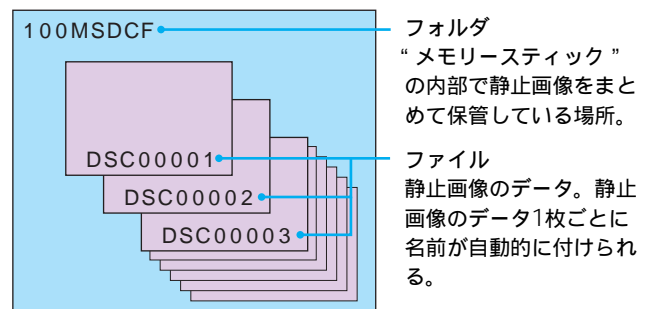 100MSDCF
DSC00001
DSC00002
DSC00003
フォルダ
“メモリースティック”
の内部で静止画像をまと
めて保管している場所。
ファイル
静止画像のデータ。静止
画像のデータ1枚ごとに
名前が自動的に付けられ
る。